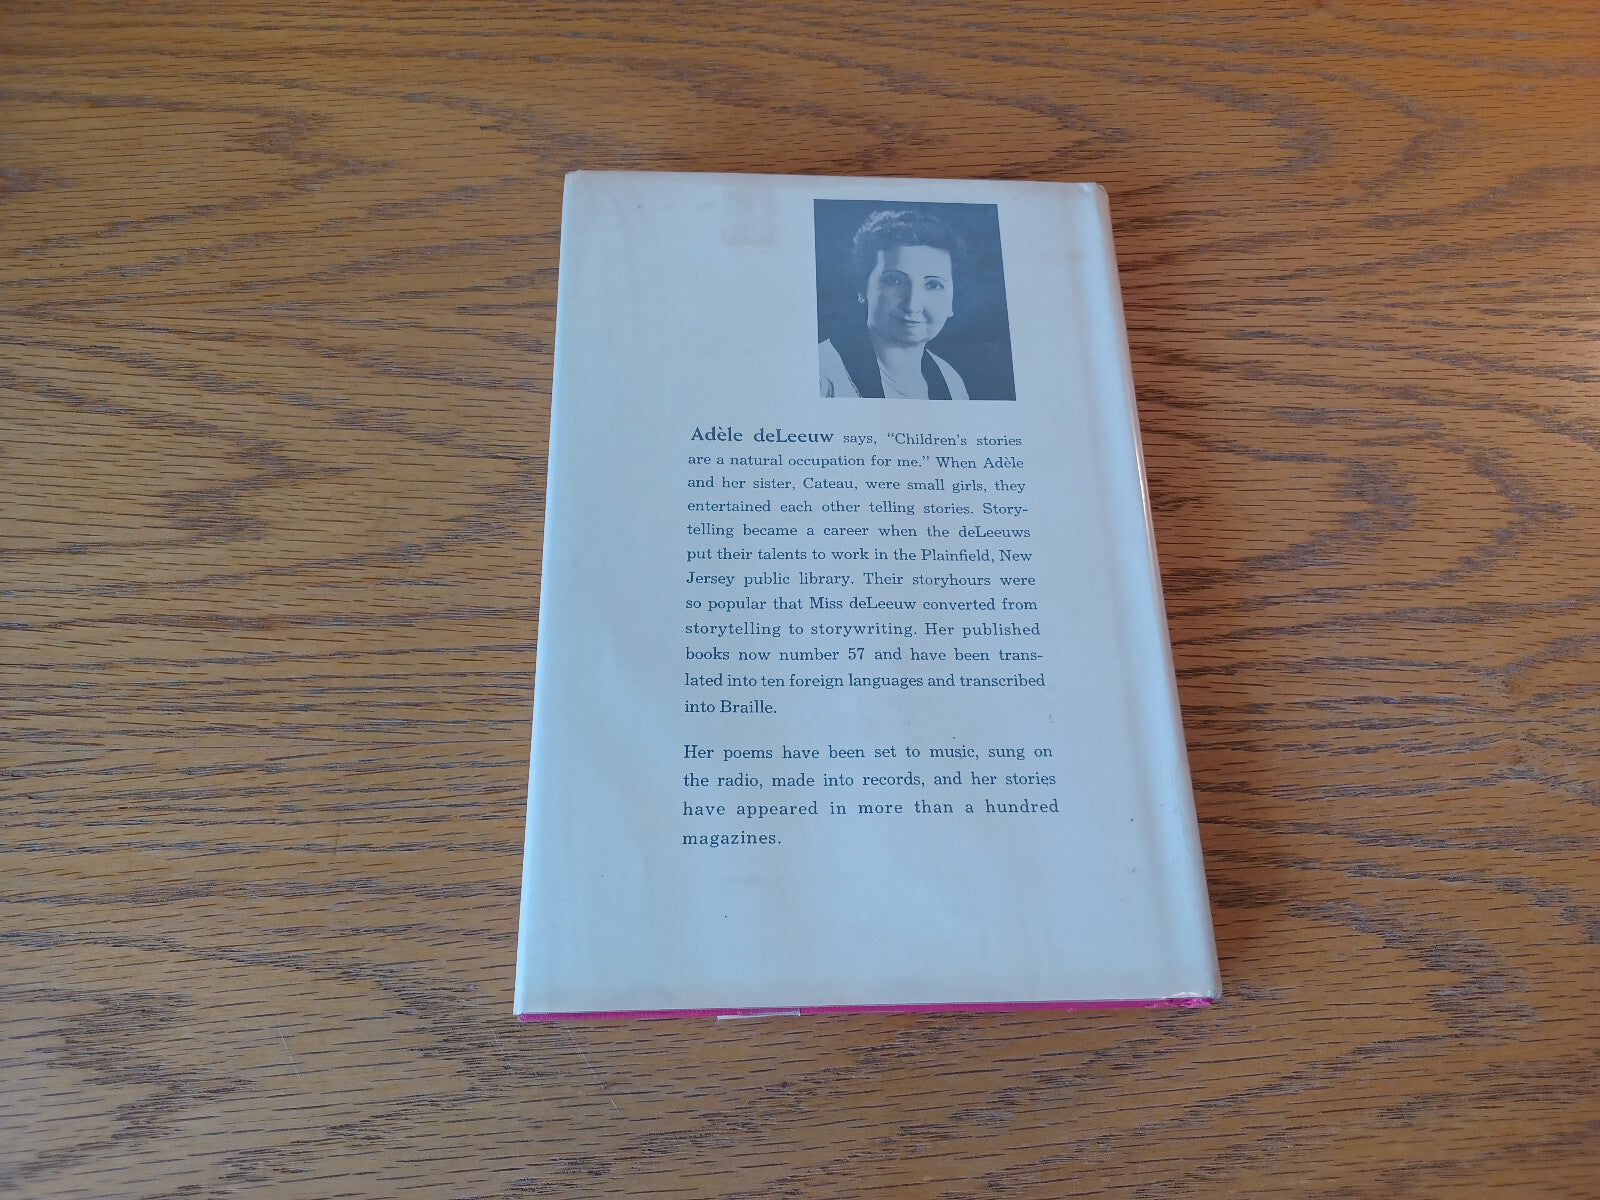 Adèle deLeeuw says, “Children’s stories
are a natural occupation for me.” When Adèle
and her sister, Cateau, were small girls, they
entertained each other telling stories. Story-
telling became a career when the deLeeuws
put their talents to work in the Plainfield, New
Jersey public library. Their storyhours were
so popular that Miss deLeeuw converted from
storytelling to storywriting. Her published
books now number 57 and have been trans-
lated into ten foreign languages and transcribed
into Braille.
Her poems have been set to music, sung on
the radio, made into records, and her stories
have appeared in more than a hundred
magazines.